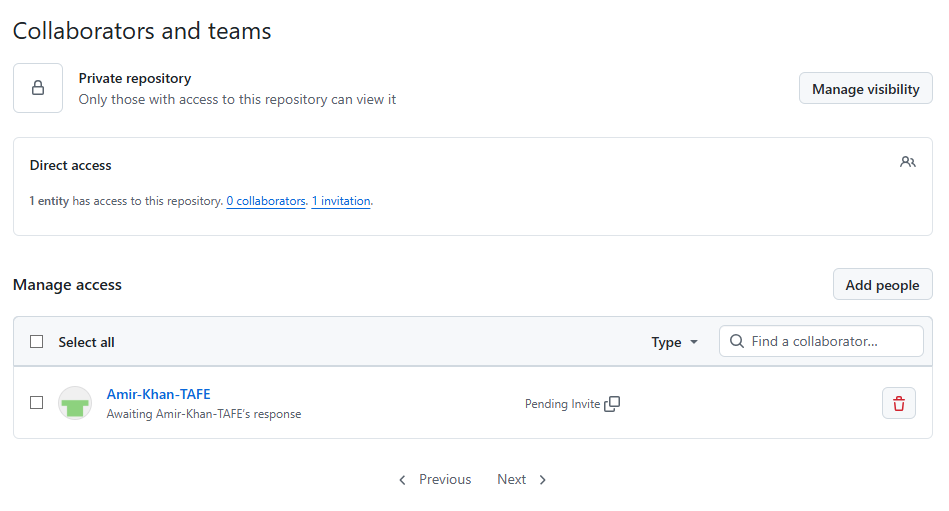 Collaborators and teams
Private repository
Only those with access to this repository can view it
Manage visibility
Direct access
1 entity has access to this repository. 0 collaborators. 1 invitation.
Manage access
Add people
Select all
Type
Find a collaborator...
Amir-Khan-TAFE
Awaiting Amir-Khan-TAFE's response
Pending Invite
Previous
Next